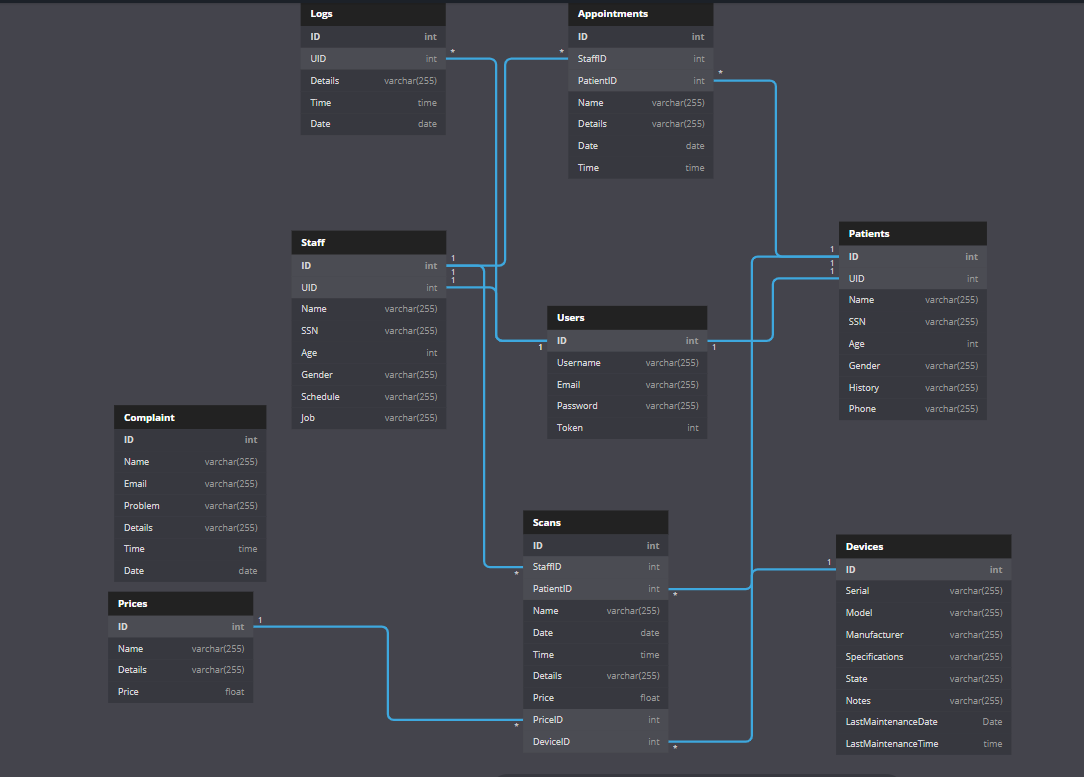 Logs
ID int
UID int
Details varchar(255)
Time time
Date date
*
Appointments
ID int
* StaffID int
PatientID int *
Name varchar(255)
Details varchar(255)
Date date
Time time
Staff
ID int
UID int
Name varchar(255)
SSN varchar(255)
Age int
Gender varchar(255)
Schedule varchar(255)
Job varchar(255)
1
1
1
Patients
ID int
UID int
Name varchar(255)
SSN varchar(255)
Age int
Gender varchar(255)
History varchar(255)
Phone varchar(255)
1
1
1
Users
ID int
1 1
Username varchar(255)
Email varchar(255)
Password varchar(255)
Token int
Complaint
ID int
Name varchar(255)
Email varchar(255)
Problem varchar(255)
Details varchar(255)
Time time
Date date
Prices
ID int 1
Name varchar(255)
Details varchar(255)
Price float
Scans
ID int
* StaffID int
PatientID int *
Name varchar(255)
Date date
Time time
Details varchar(255)
Price float
* PriceID int
DeviceID int *
Devices
1 ID int
Serial varchar(255)
Model varchar(255)
Manufacturer varchar(255)
Specifications varchar(255)
State varchar(255)
Notes varchar(255)
LastMaintenanceDate Date
LastMaintenanceTime time